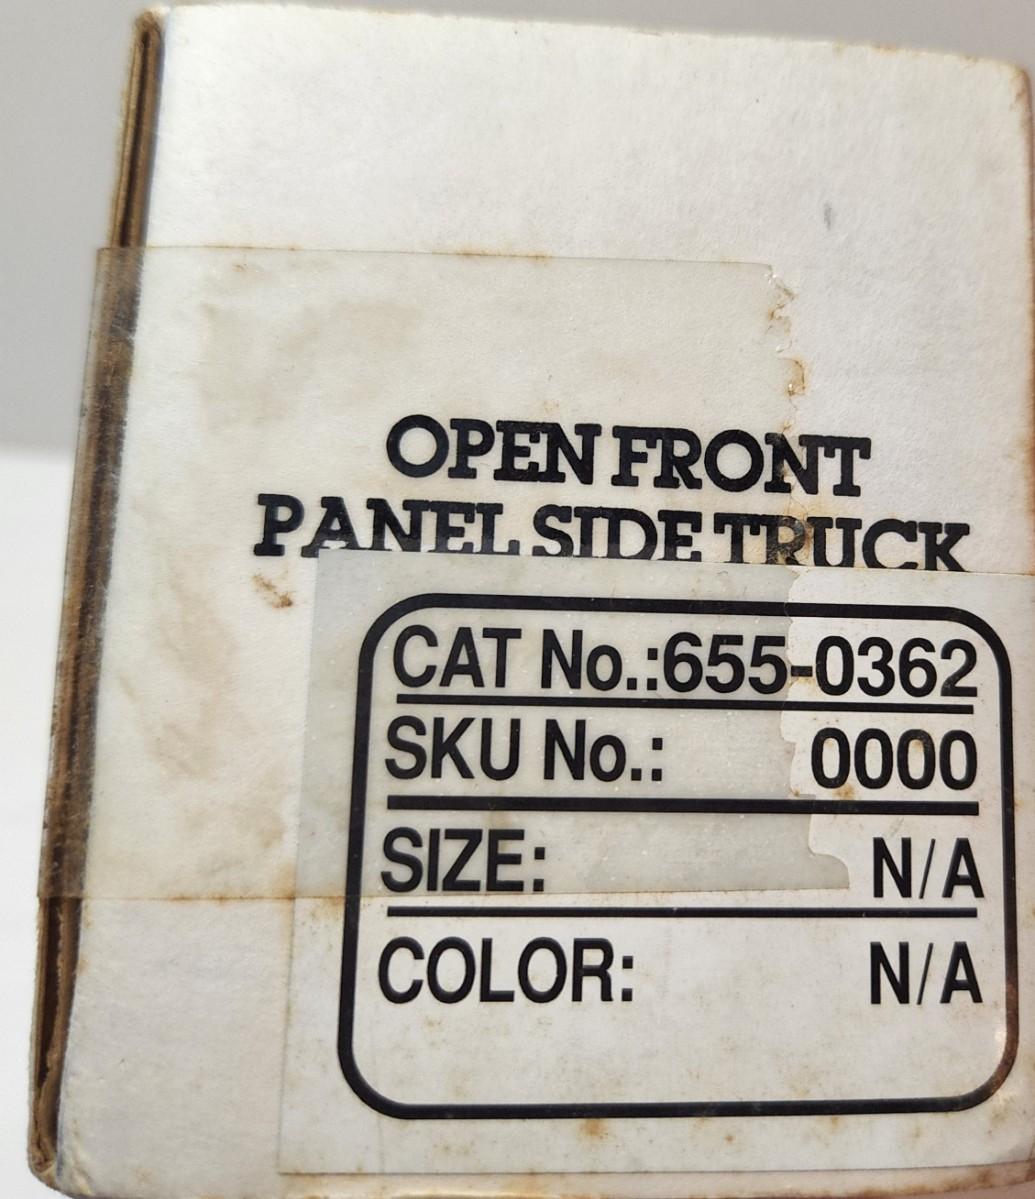 OPEN FRONT
PANEL SIDE TRUCK
CAT No.:655-0362
SKU No.: 0000
SIZE: N/A
COLOR: N/A